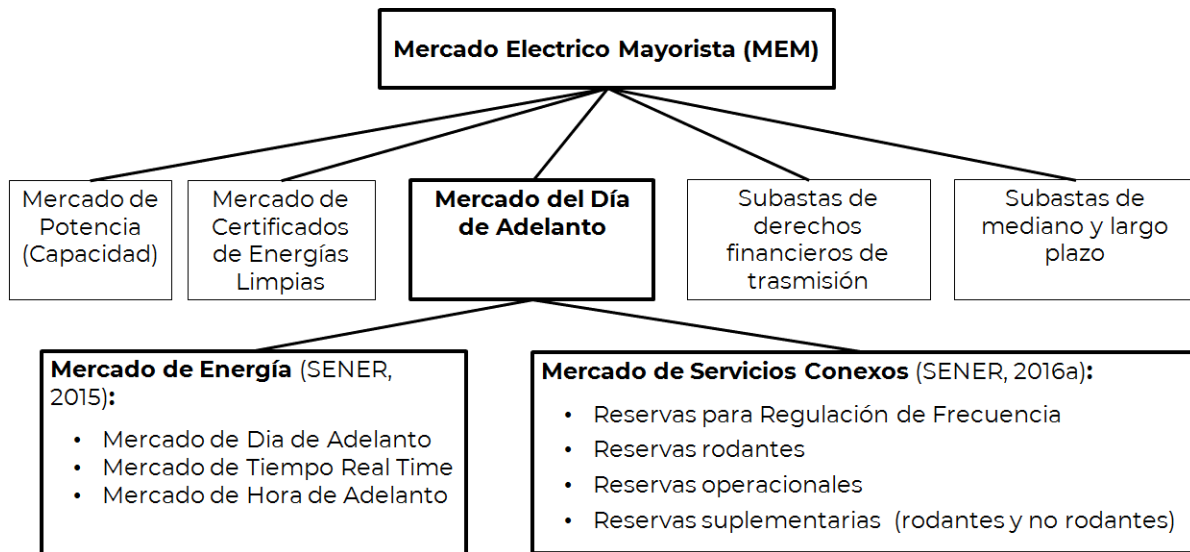 Mercado Electrico Mayorista (MEM)
Mercado de
Potencia
(Capacidad)
Mercado de
Certificados
de Energías
Limpias
Mercado del Día
de Adelanto
Subastas de
derechos
financieros de
trasmisión
Subastas de
mediano y largo
plazo
Mercado de Energía (SENER,
2015):
• Mercado de Dia de Adelanto
• Mercado de Tiempo Real Time
• Mercado de Hora de Adelanto
Mercado de Servicios Conexos (SENER, 2016a):
• Reservas para Regulación de Frecuencia
• Reservas rodantes
• Reservas operacionales
• Reservas suplementarias (rodantes y no rodantes)